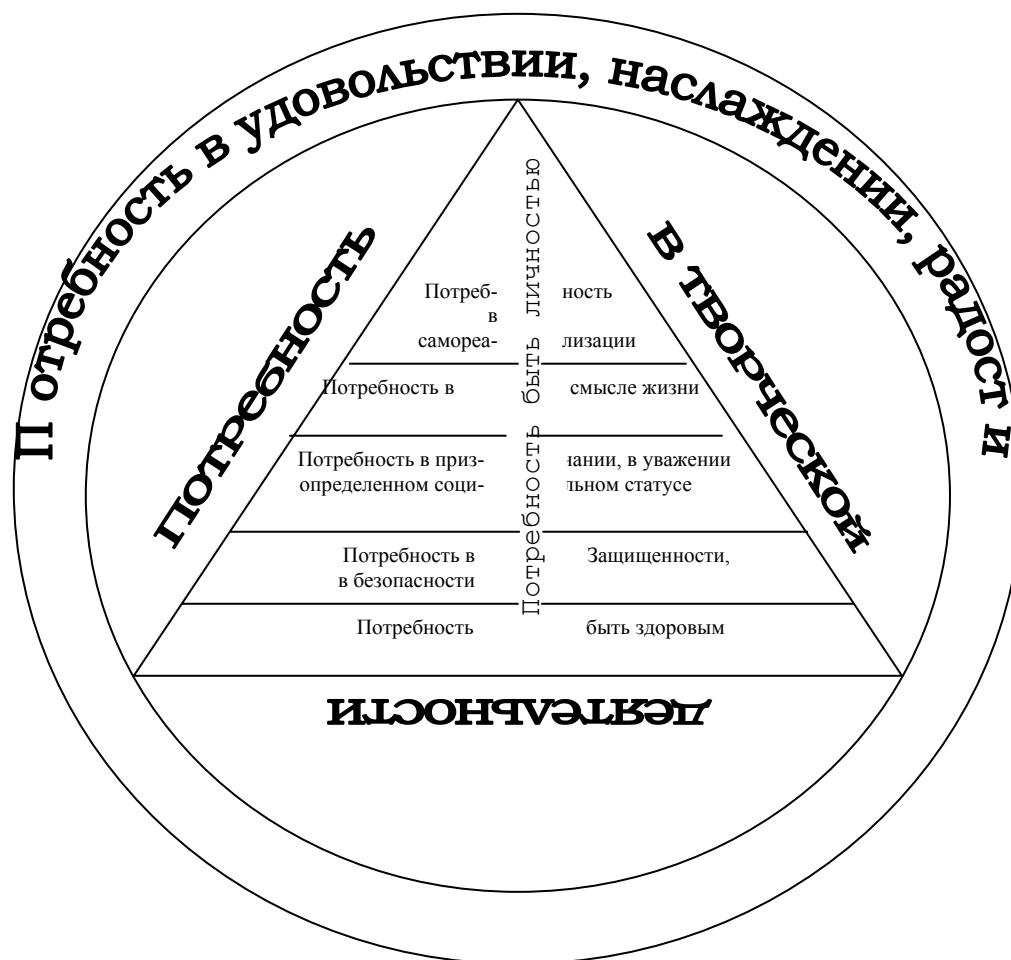 П отребность в удовольствии, наслаждении, радост и
Потребность
в творческой
деятельности
Потребность быть личностью
Потреб- ность
в
самореа- лизации
Потребность в смысле жизни
Потребность в приз- нании, в уважении
определенном соци- льном статусе
Потребность в Защищенности,
в безопасности
Потребность быть здоровым